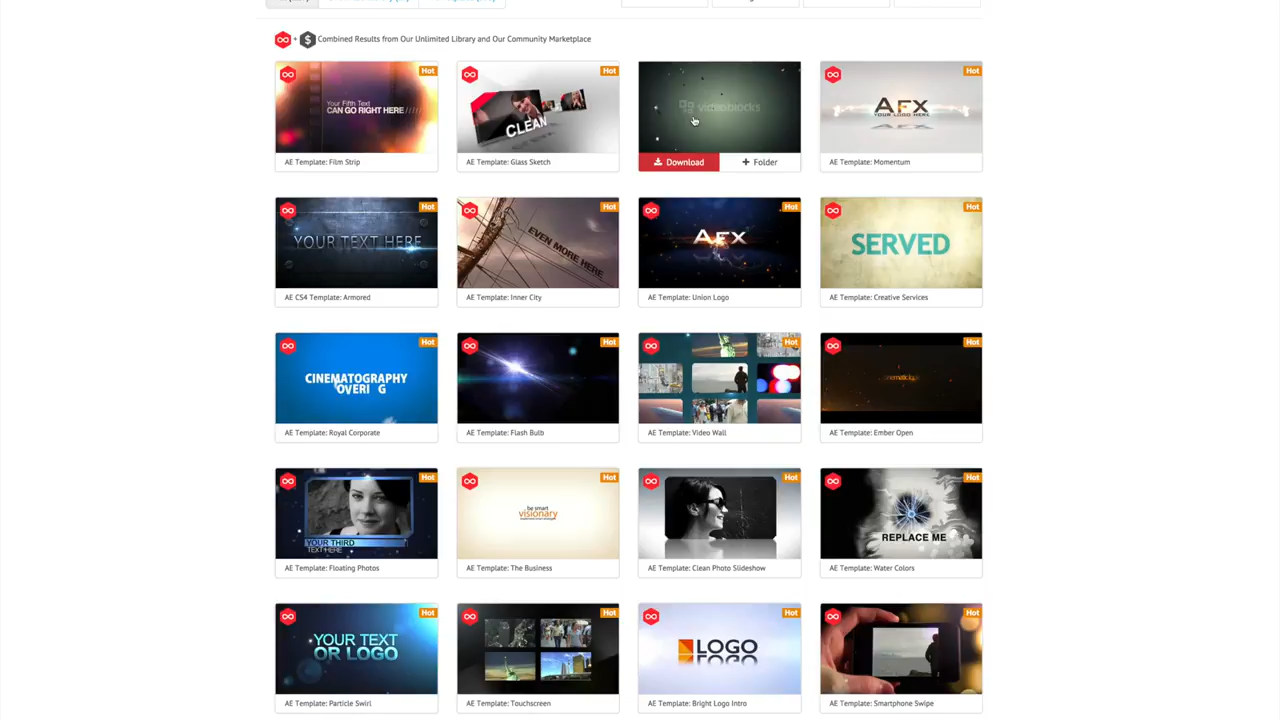 $ Combined Results from Our Unlimited Library and Our Community Marketplace
Hot
Hot
Hot
Your Fifth Text
CAN GO RIGHT HERE ////
CLEAN
videoblocks
AFX
YOUR LOGO HERE
AE Template: Film Strip
AE Template: Glass Sketch
Download
Folder
AE Template: Momentum
Hot
Hot
Hot
Hot
YOUR TEXT HERE
EVEN MORE HERE
AFX
SERVED
AE CS4 Template: Armored
AE Template: Inner City
AE Template: Union Logo
AE Template: Creative Services
Hot
Hot
Hot
Hot
CINEMATOGRAPHY
AE Template: Royal Corporate
AE Template: Flash Bulb
AE Template: Video Wall
AE Template: Ember Open
Hot
Hot
Hot
Hot
YOUR THIRD
TEXT HERE
be smart
visionary
REPLACE ME
AE Template: Floating Photos
AE Template: The Business
AE Template: Clean Photo Slideshow
AE Template: Water Colors
Hot
Hot
Hot
Hot
YOUR TEXT
OR LOGO
LOGO
AE Template: Particle Swirl
AE Template: Touchscreen
AE Template: Bright Logo Intro
AE Template: Smartphone Swipe